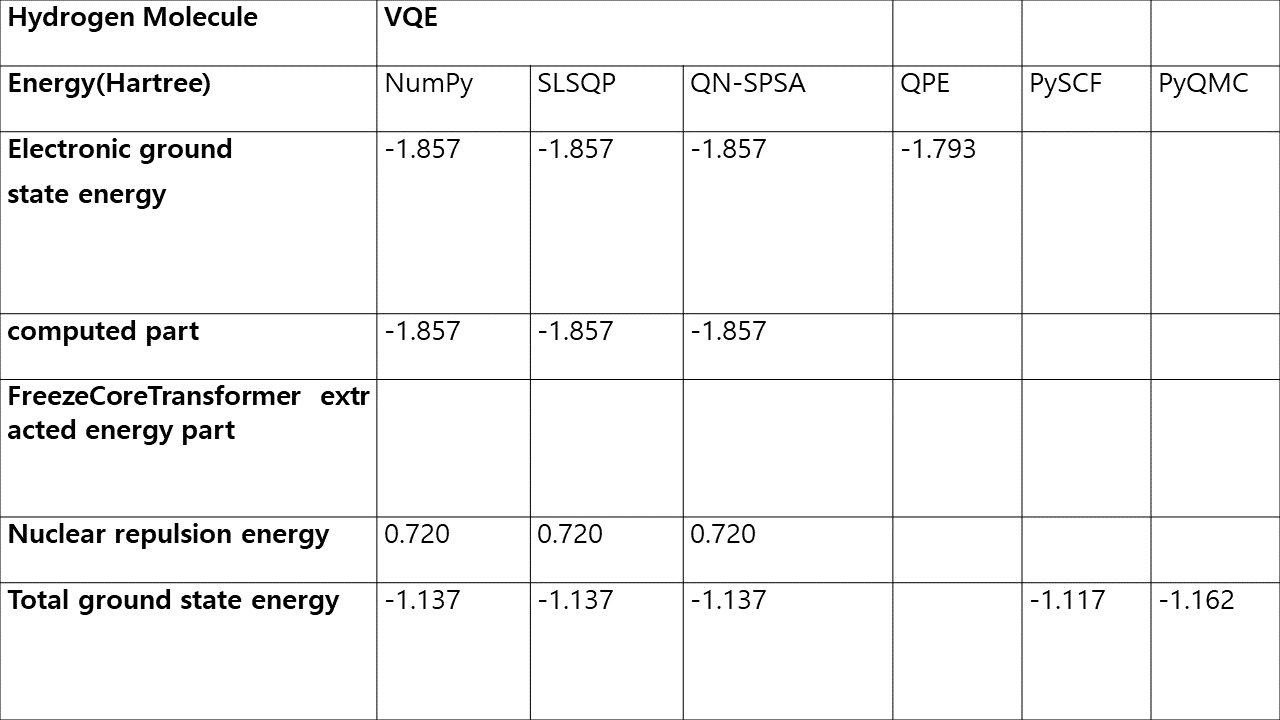 Hydrogen Molecule VQE
Energy(Hartree) NumPy SLSQP QN-SPSA QPE PySCF PyQMC
Electronic ground -1.857 -1.857 -1.857 -1.793
state energy
computed part -1.857 -1.857 -1.857
FreezeCoreTransformer extr
acted energy part
Nuclear repulsion energy 0.720 0.720 0.720
Total ground state energy -1.137 -1.137 -1.137 -1.117 -1.162